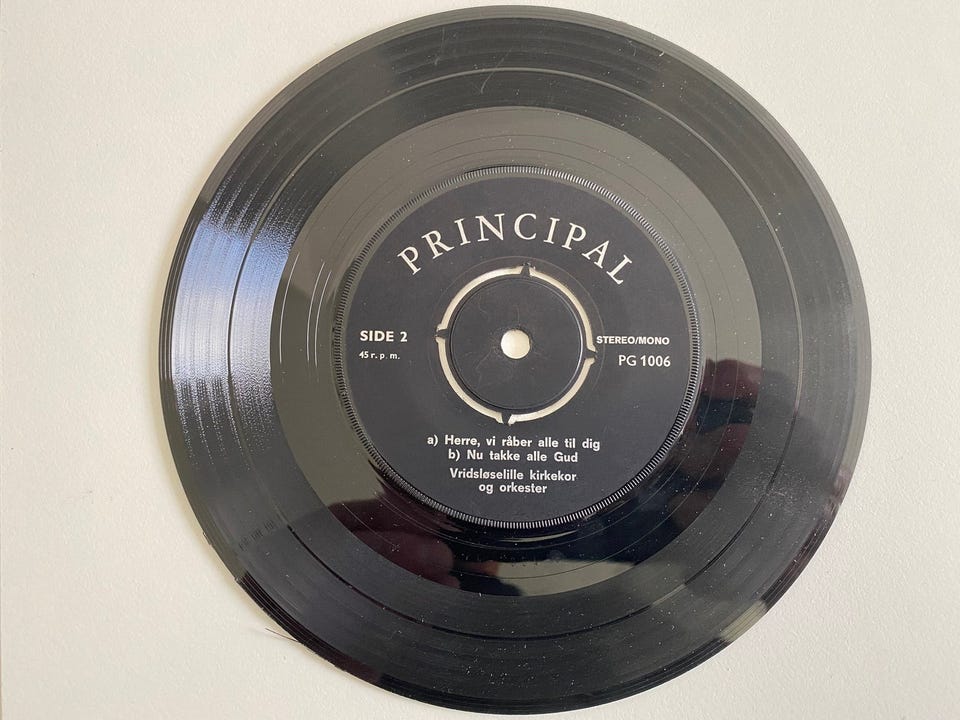 PRINCIPAL
SIDE 2
45 r. p. m.
STEREO/MONO
PG 1006
a) Herre, vi råber alle til dig
b) Nu takke alle Gud
Vridsløselille kirkekor
og orkester